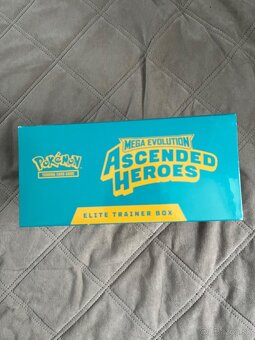 Pokémon
TRADING CARD GAME
MEGA EVOLUTION
ASCENDED
HEROES
ELITE TRAINER BOX